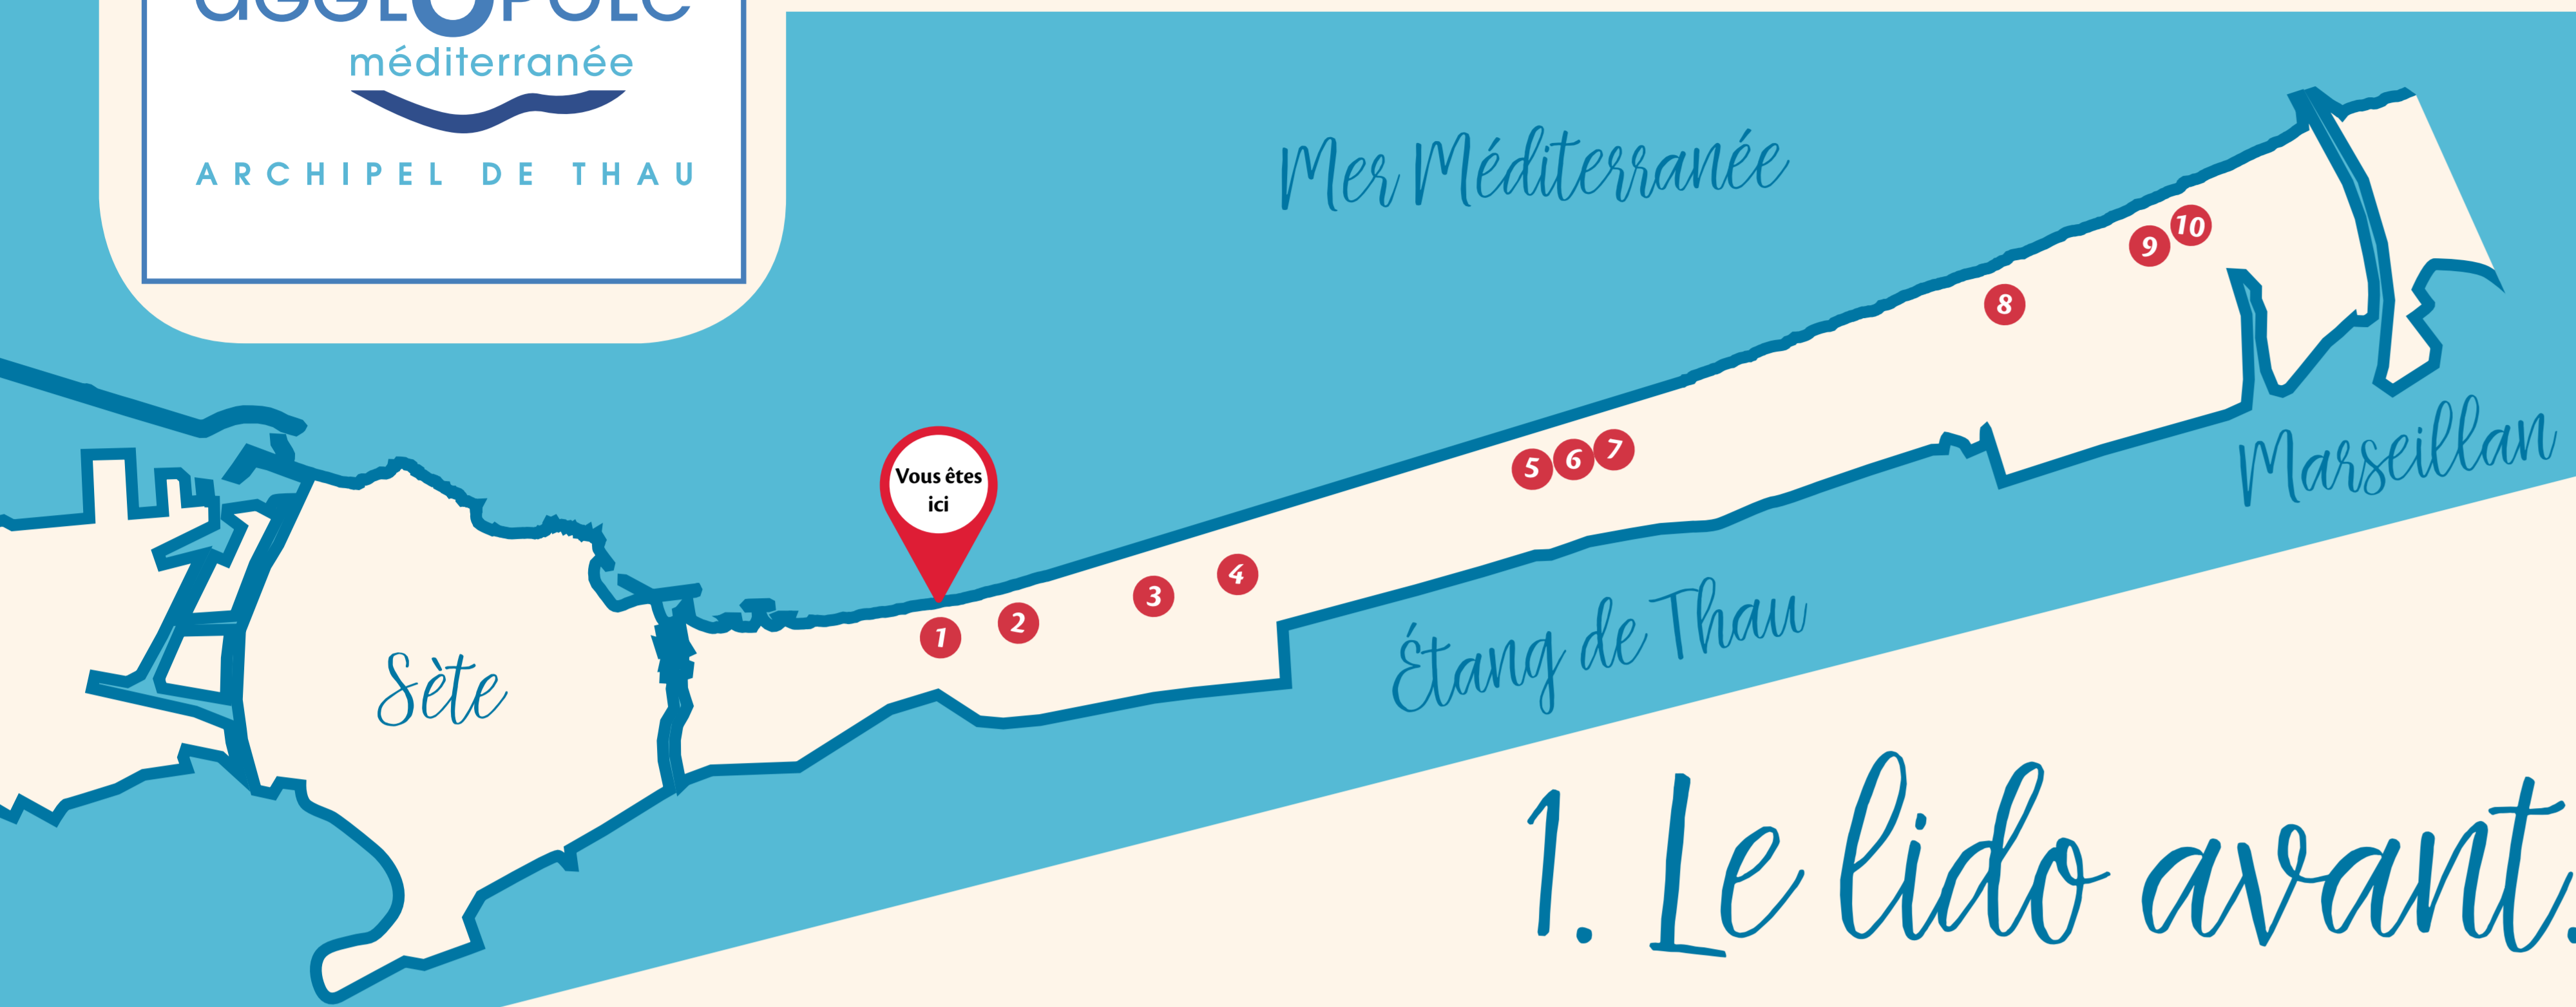 aGGLOPOLE
méditerranée
ARCHIPEL DE THAU
Mer Méditerranée
Vous êtes
ici
1
2
3
4
5
6
7
8
9
10
Sète
Étang de Thau
Marseillan
1. Le lido avant.